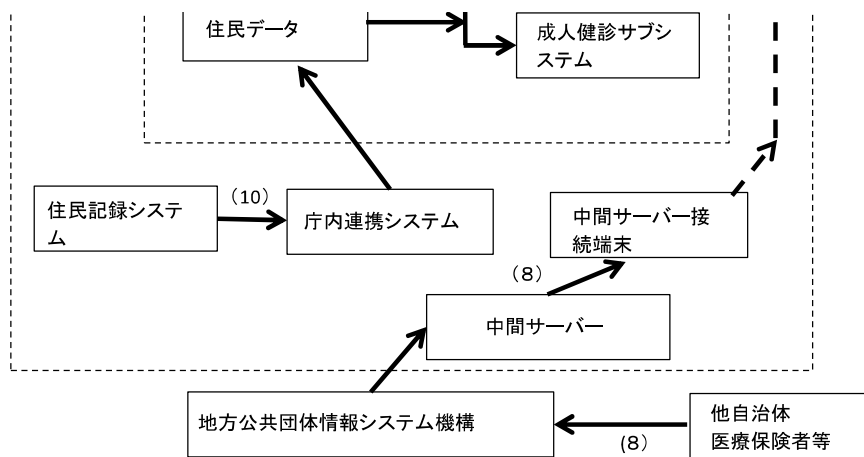 住民データ
成人健診サブシ
ステム
(10)
住民記録システ
ム
庁内連携システム
中間サーバー接
続端末
(8)
中間サーバー
地方公共団体情報システム機構
(8)
他自治体
医療保険者等